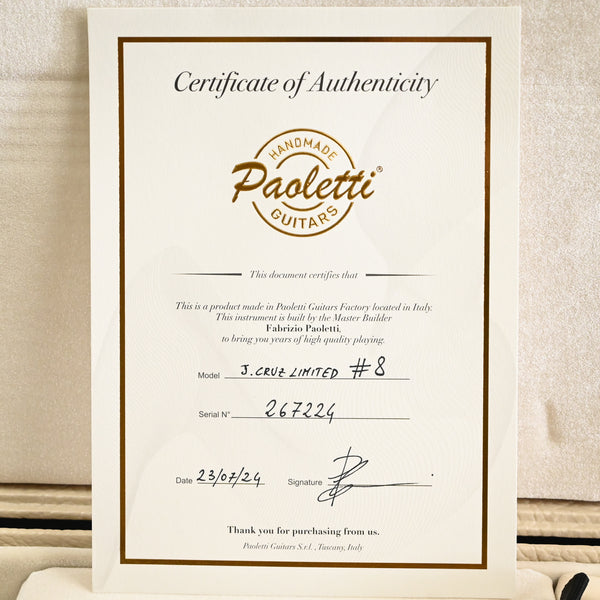 Certificate of Authenticity
HANDMADE
Paoletti®
GUITARS
This document certifies that
This is a product made in Paoletti Guitars Factory located in Italy.
This instrument is built by the Master Builder
Fabrizio Paoletti,
to bring you years of high quality playing.
Model J. CRUZ LIMITED #8
Serial N° 267224
Date 23/07/24 Signature
Thank you for purchasing from us.
Paoletti Guitars S.r.l. , Tuscany, Italy